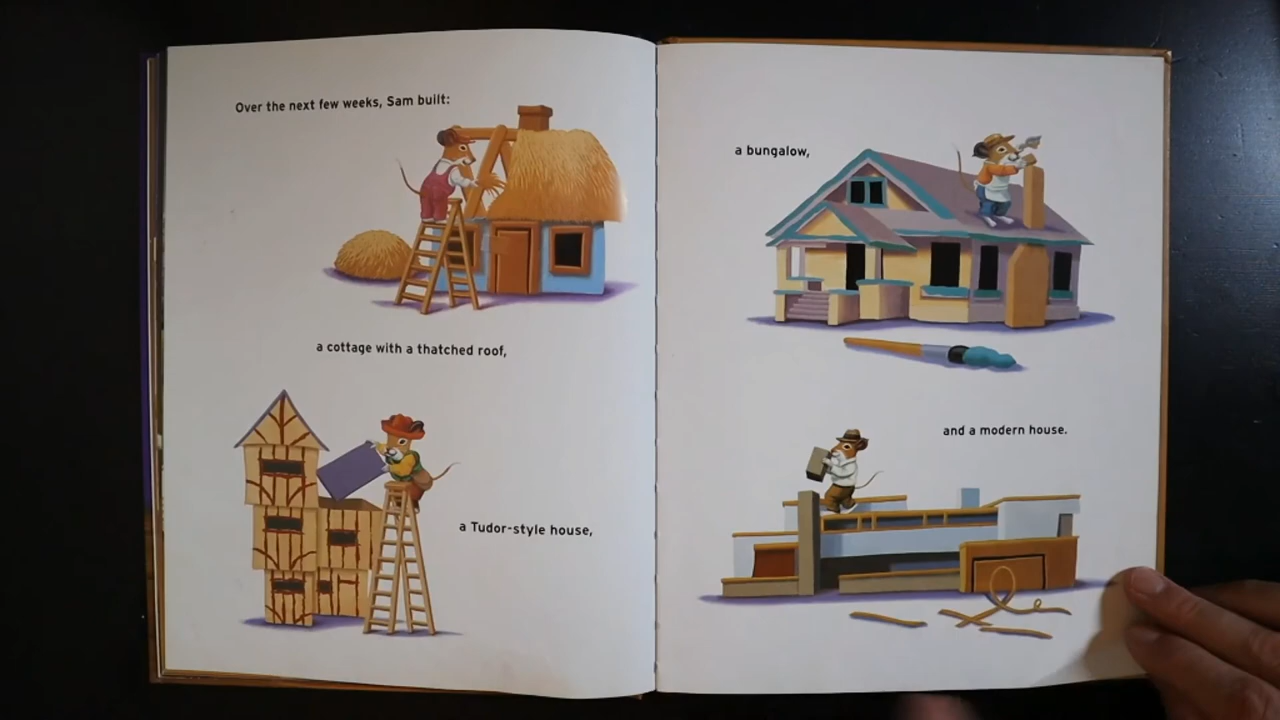 Over the next few weeks, Sam built:
a cottage with a thatched roof,
a Tudor-style house,
a bungalow,
and a modern house.